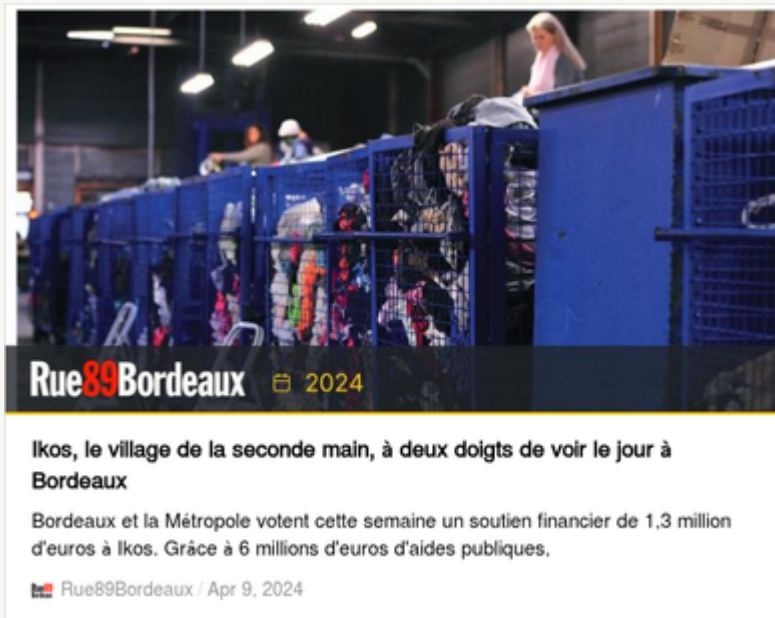 Rue89Bordeaux 2024
Ikos, le village de la seconde main, à deux doigts de voir le jour à
Bordeaux
Bordeaux et la Métropole votent cette semaine un soutien financier de 1,3 million
d'euros à Ikos. Grâce à 6 millions d'euros d'aides publiques,
Rue89Bordeaux / Apr 9, 2024